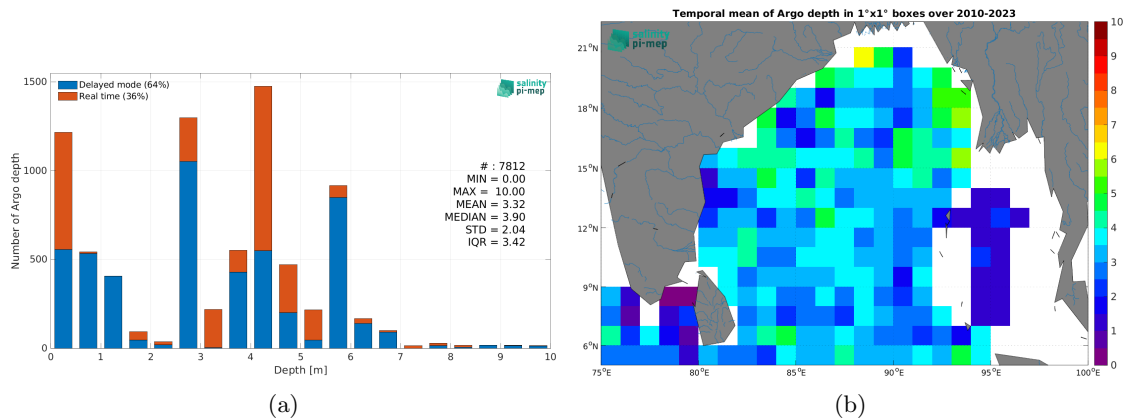 Delayed mode (64%)
Real time (36%)
salinity
pi-mep
# : 7812
MIN = 0.00
MAX = 10.00
MEAN = 3.32
MEDIAN = 3.90
STD = 2.04
IQR = 3.42
Number of Argo depth
1500
1000
500
0
0 1 2 3 4 5 6 7 8 9 10
Depth [m]
(a)
Temporal mean of Argo depth in 1°x1° boxes over 2010-2023
salinity
pi-mep
21°N
18°N
15°N
12°N
9°N
6°N
75°E 80°E 85°E 90°E 95°E 100°E
10
9
8
7
6
5
4
3
2
1
0
(b)